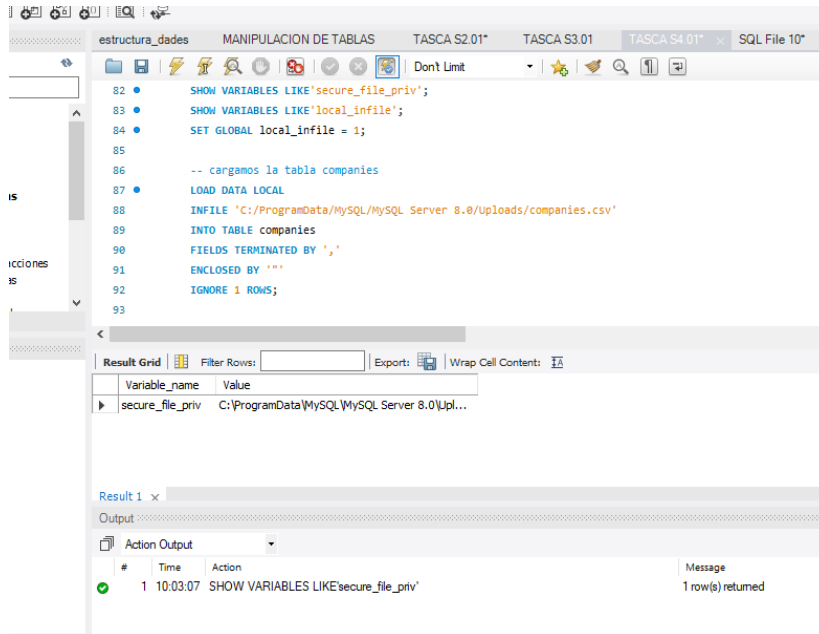 estructura_dades MANIPULACION DE TABLAS TASCA S2.01* TASCA S3.01 TASCA S4.01* × SQL File 10*
Don't Limit
82 SHOW VARIABLES LIKE'secure_file_priv';
83 SHOW VARIABLES LIKE'local_infile';
84 SET GLOBAL local_infile = 1;
85
86 -- cargamos la tabla companies
87 LOAD DATA LOCAL
88 INFILE 'C:/ProgramData/MySQL/MySQL Server 8.0/Uploads/companies.csv'
89 INTO TABLE companies
90 FIELDS TERMINATED BY ','
91 ENCLOSED BY '"'
92 IGNORE 1 ROWS;
93
acciones
as
Result Grid Filter Rows: Export: Wrap Cell Content:
Variable_name Value
secure_file_priv C:\ProgramData\MySQL\MySQL Server 8.0\Upl...
Result 1 ×
Output
Action Output
# Time Action Message
1 10:03:07 SHOW VARIABLES LIKE'secure_file_priv' 1 row(s) returned